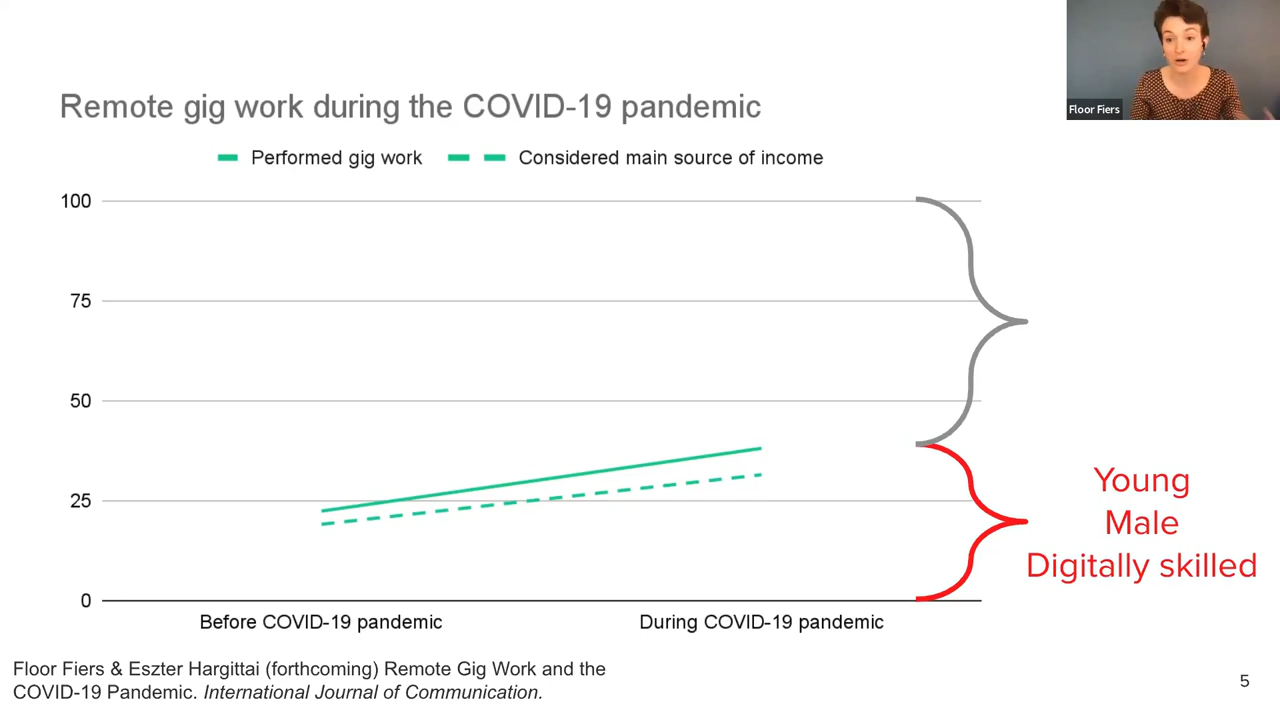 Floor Fiers
Remote gig work during the COVID-19 pandemic
Performed gig work
Considered main source of income
100
75
50
25
0
Before COVID-19 pandemic
During COVID-19 pandemic
Young
Male
Digitally skilled
Floor Fiers & Eszter Hargittai (forthcoming) Remote Gig Work and the
COVID-19 Pandemic. International Journal of Communication.
5